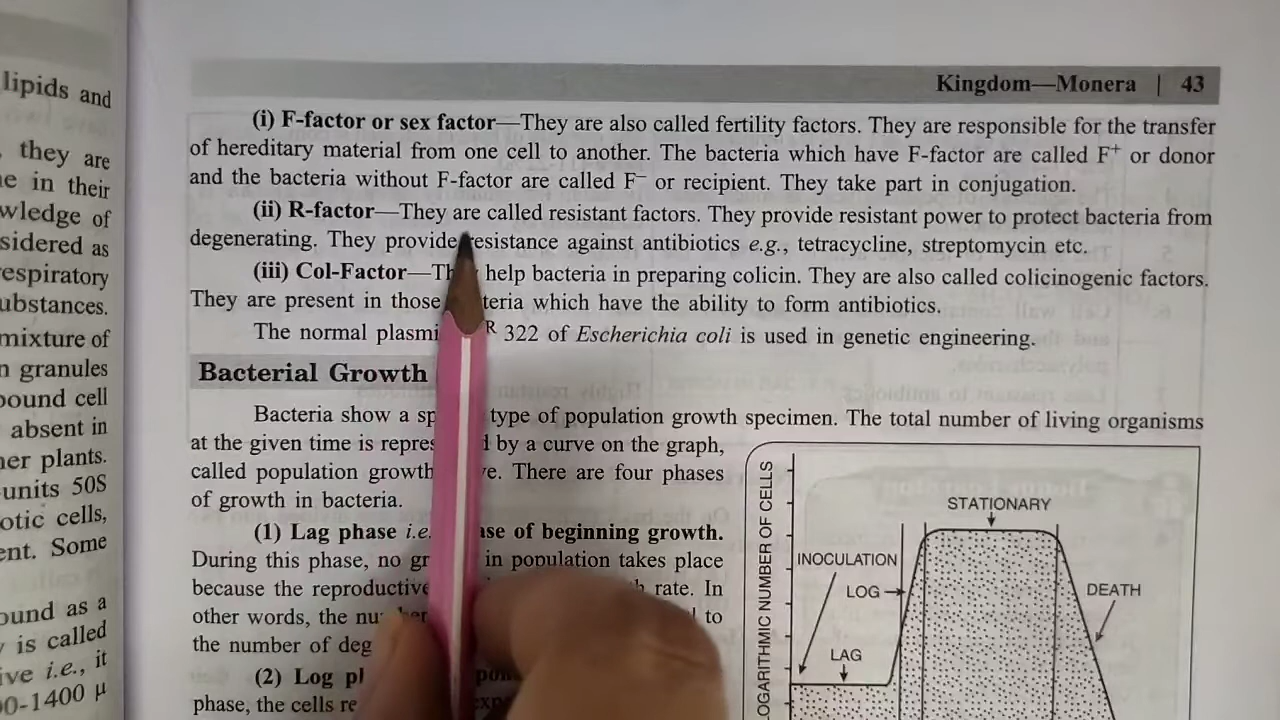 lipids and
they are
in their
wledge of
sidered as
espiratory
ubstances.
mixture of
n granules
ound cell
absent in
er plants.
units 50S
otic cells,
ent. Some
ound as a
is called
ive i.e., it
00-1400 μ
Kingdom—Monera | 43
(i) F-factor or sex factor—They are also called fertility factors. They are responsible for the transfer
of hereditary material from one cell to another. The bacteria which have F-factor are called F⁺ or donor
and the bacteria without F-factor are called F⁻ or recipient. They take part in conjugation.
(ii) R-factor—They are called resistant factors. They provide resistant power to protect bacteria from
degenerating. They provide resistance against antibiotics e.g., tetracycline, streptomycin etc.
(iii) Col-Factor— help bacteria in preparing colicin. They are also called colicinogenic factors.
They are present in those teria which have the ability to form antibiotics.
The normal plasmi R 322 of Escherichia coli is used in genetic engineering.
Bacterial Growth
Bacteria show a sp type of population growth specimen. The total number of living organisms
at the given time is repres d by a curve on the graph,
called population growth ve. There are four phases
of growth in bacteria.
(1) Lag phase i.e. ase of beginning growth.
During this phase, no gr in population takes place
because the reproductive rate. In
other words, the to
the number of deg
(2) Log
phase, the cells re
LOGARITHMIC NUMBER OF CELLS
STATIONARY
INOCULATION
LOG
DEATH
LAG